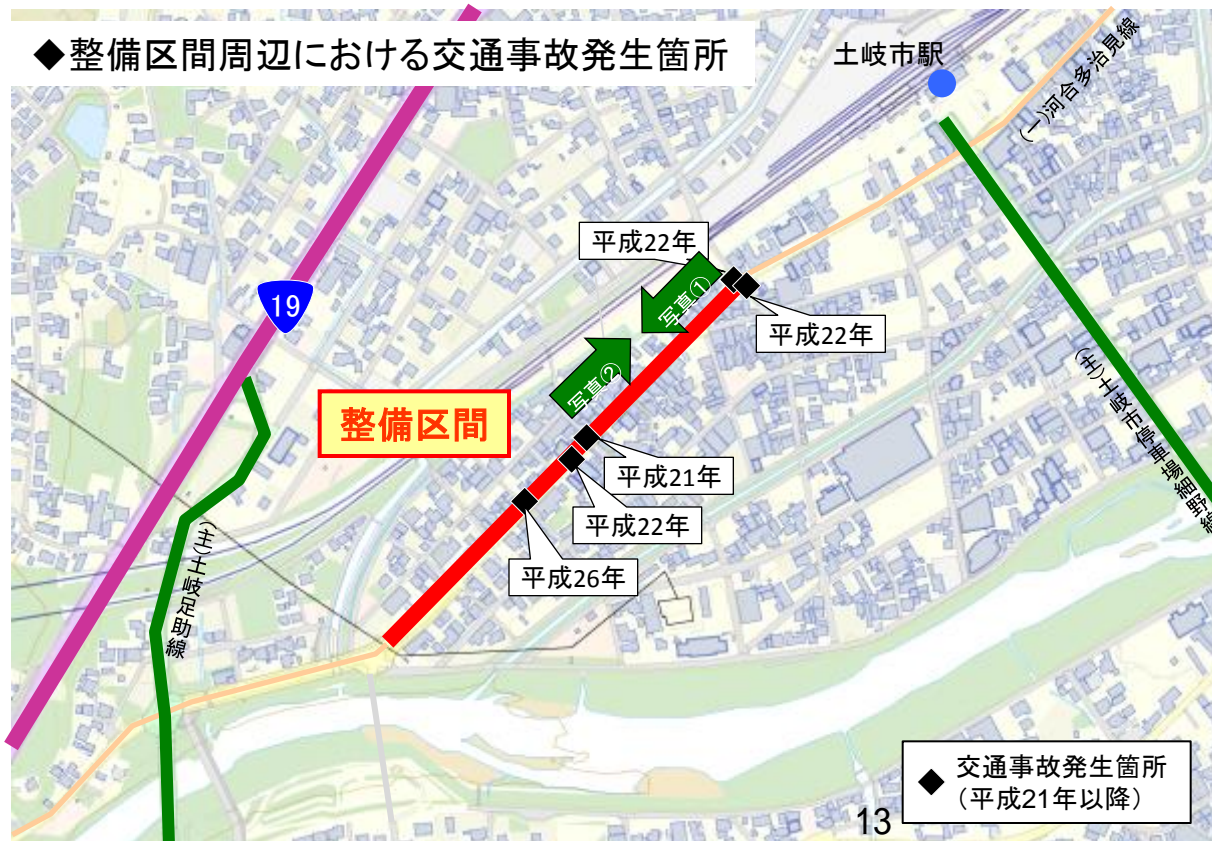 ◆整備区間周辺における交通事故発生箇所
土岐市駅
(一)河合多治見線
平成22年
写真①
19
平成22年
写真②
(主)土岐市停車場細野線
整備区間
平成21年
平成22年
(主)土岐足助線
平成26年
◆ 交通事故発生箇所
(平成21年以降)
13